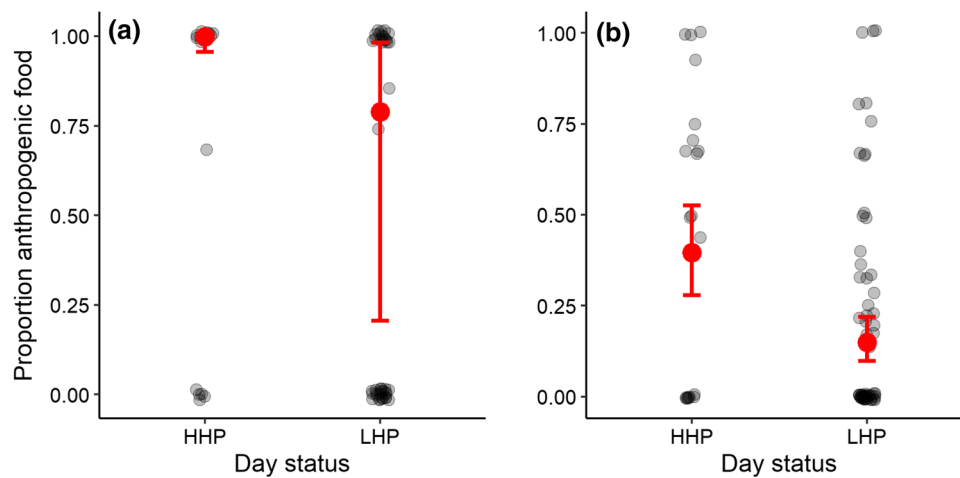 (a)
Proportion anthropogenic food
1.00
0.75
0.50
0.25
0.00
HHP LHP
Day status
(b)
1.00
0.75
0.50
0.25
0.00
HHP LHP
Day status